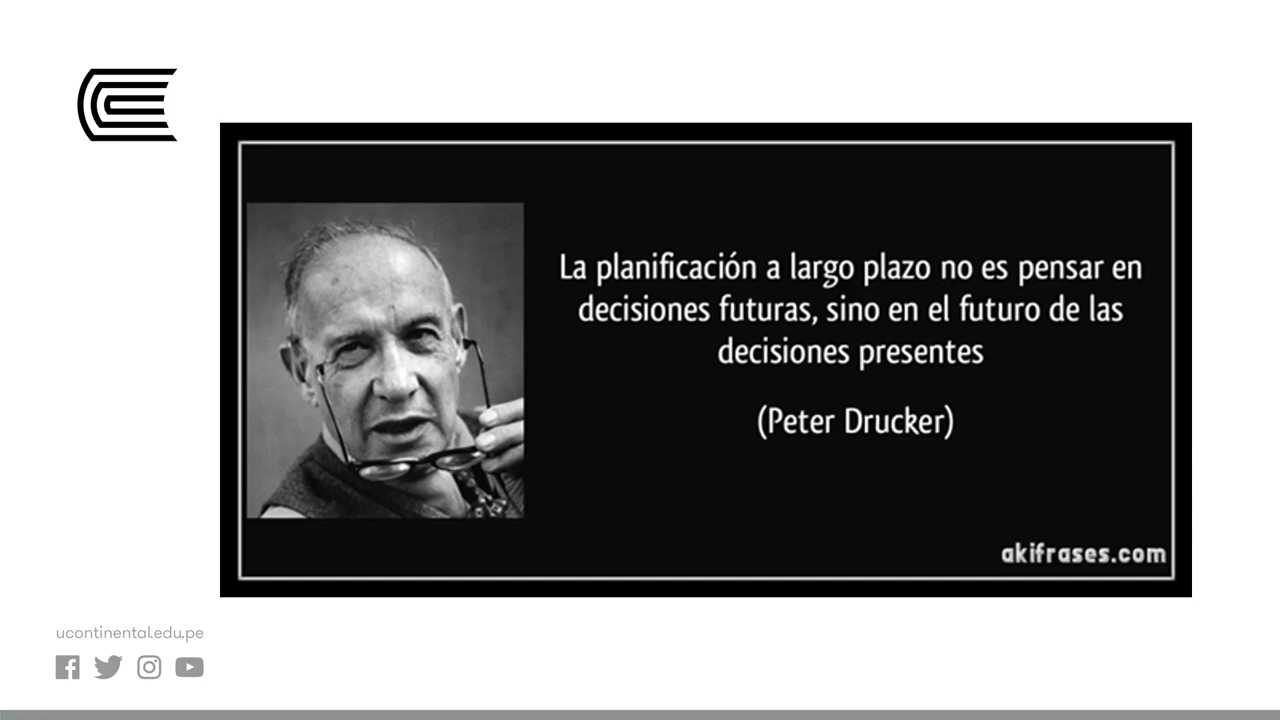 La planificación a largo plazo no es pensar en
decisiones futuras, sino en el futuro de las
decisiones presentes
(Peter Drucker)
akifrases.com
ucontinental.edu.pe